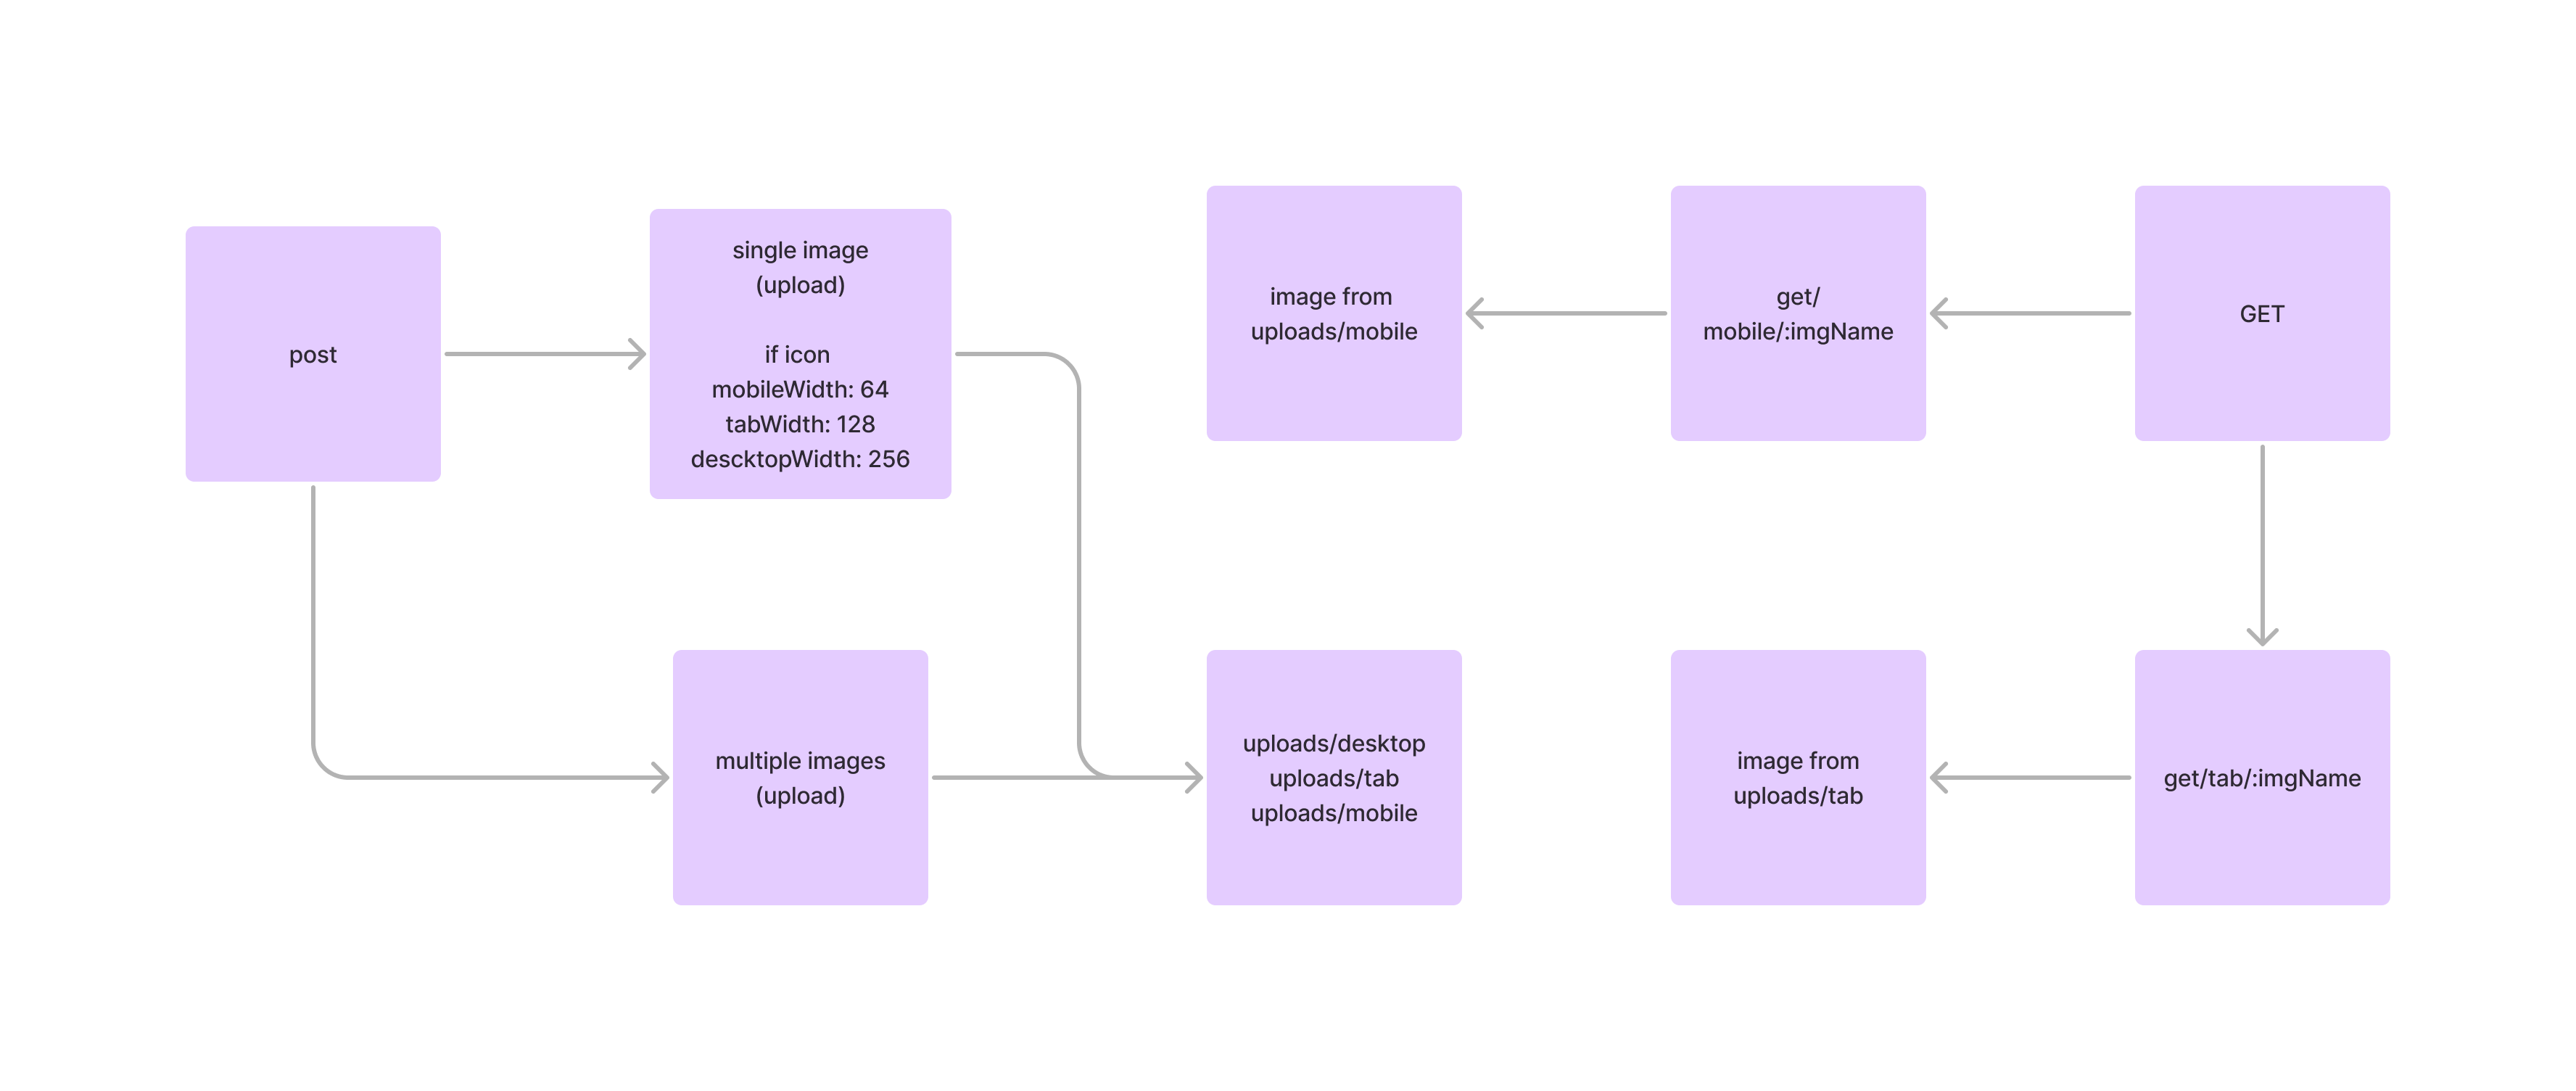 post
single image
(upload)
if icon
mobileWidth: 64
tabWidth: 128
descktopWidth: 256
multiple images
(upload)
uploads/desktop
uploads/tab
uploads/mobile
image from
uploads/mobile
get/
mobile/:imgName
GET
image from
uploads/tab
get/tab/:imgName